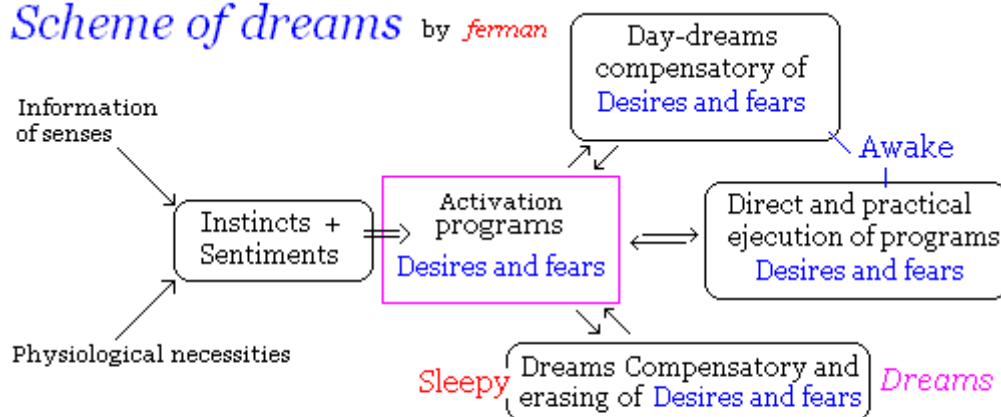 Scheme of dreams by ferman
Day-dreams
compensatory of
Desires and fears
Information
of senses
Awake
Instincts +
Sentiments
Activation
programs
Desires and fears
Direct and practical
ejecution of programs
Desires and fears
Physiological necessities
Sleepy
Dreams Compensatory and
erasing of Desires and fears
Dreams